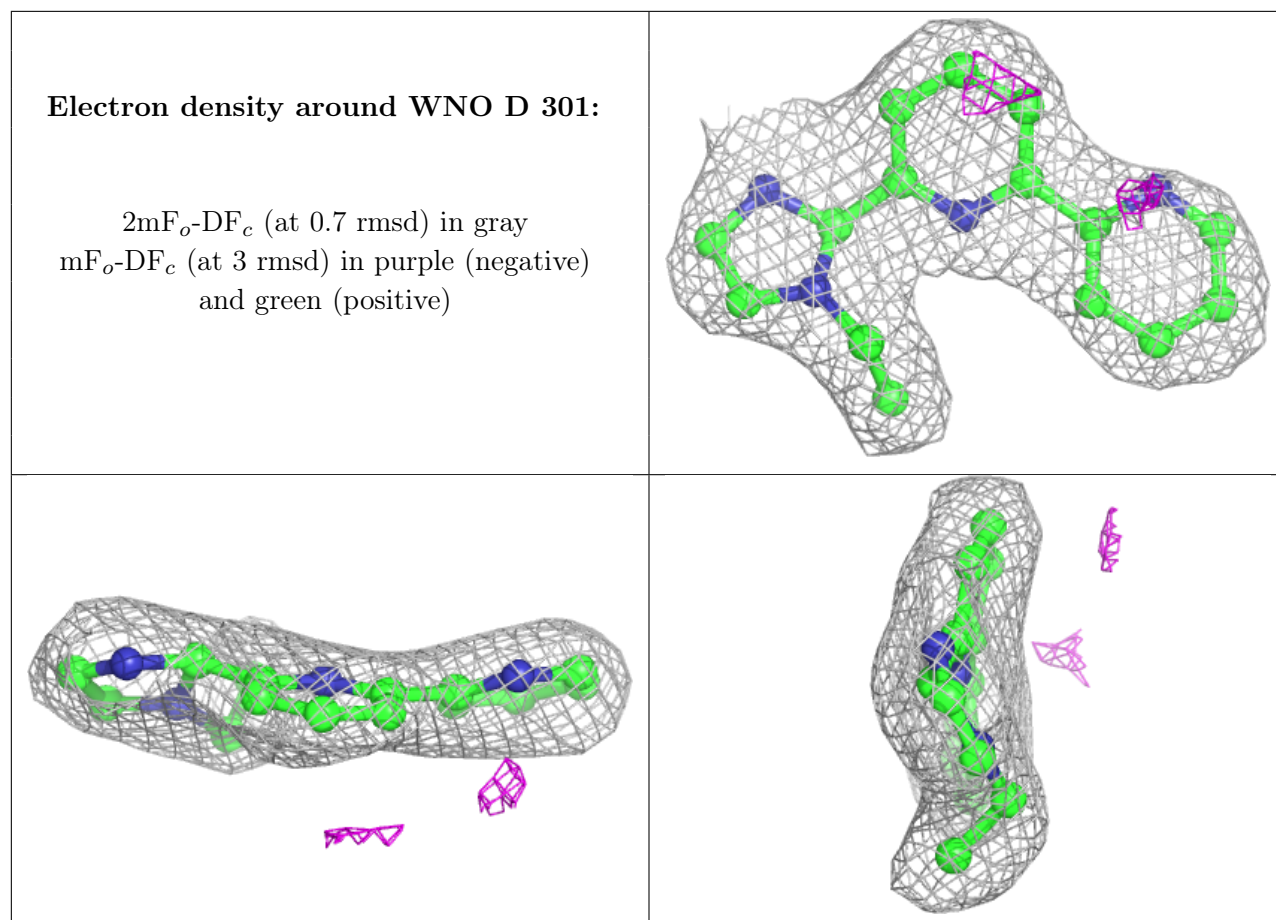 Electron density around WNO D 301:
2mFo-DFc (at 0.7 rmsd) in gray
mFo-DFc (at 3 rmsd) in purple (negative)
and green (positive)